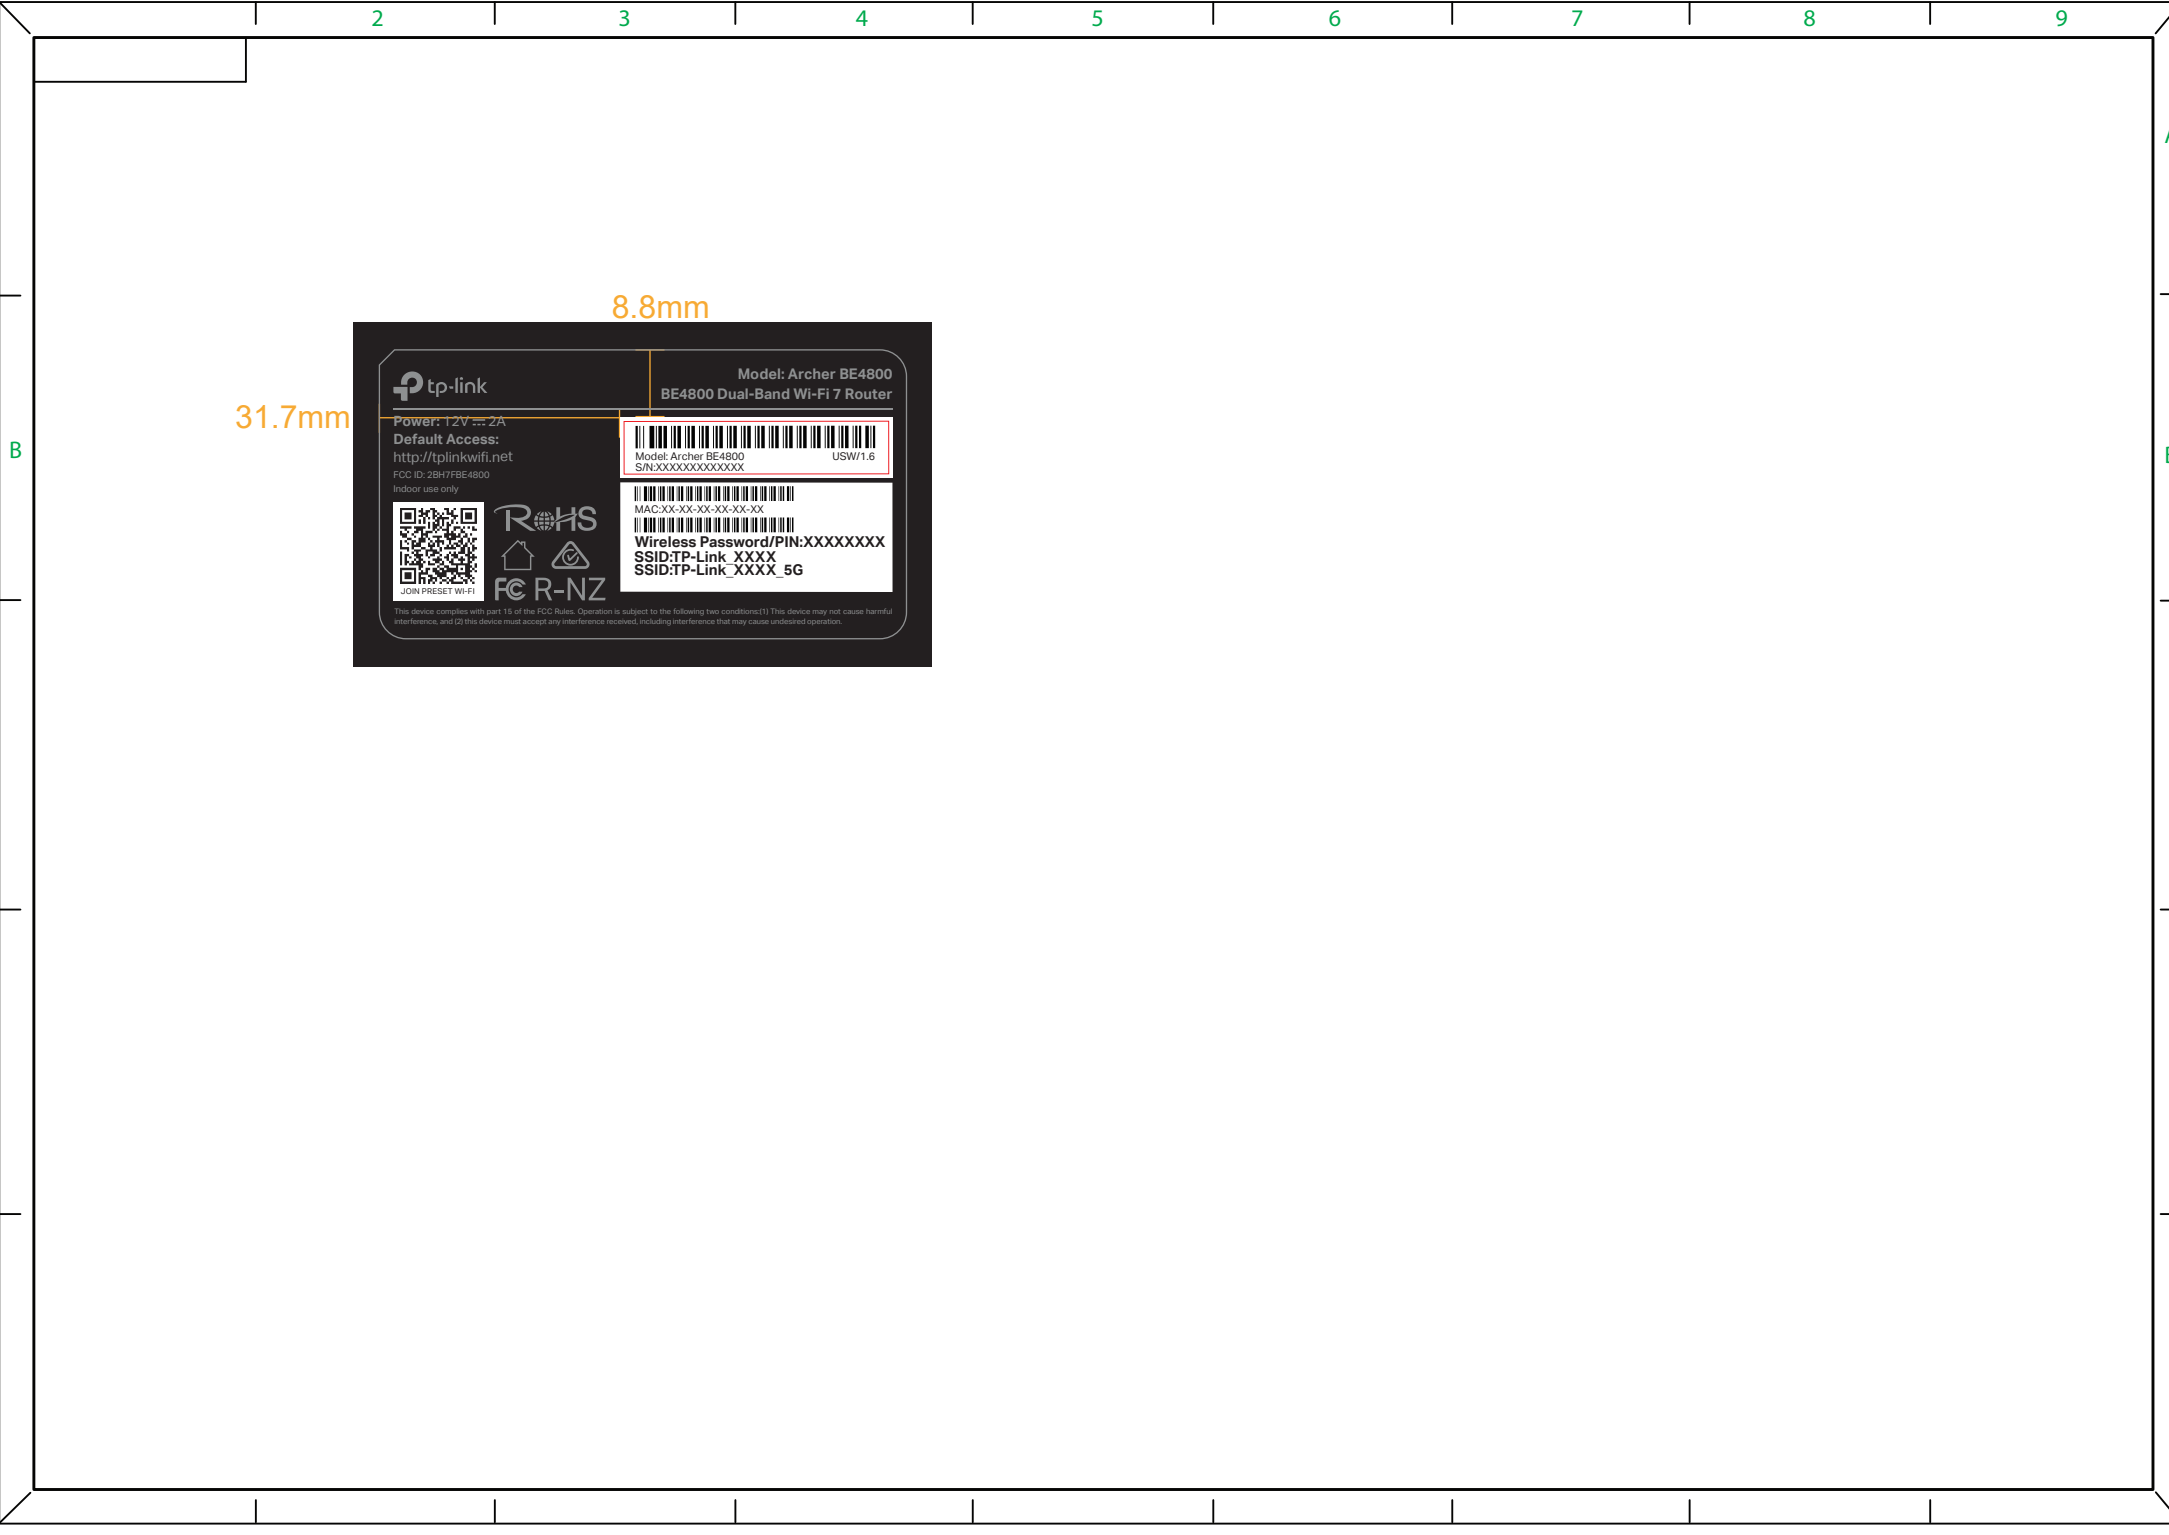 2 3 4 5 6 7 8 9
A
8.8mm
tp-link
Model: Archer BE4800
BE4800 Dual-Band Wi-Fi 7 Router
31.7mm
Power: 12V ⎓ 2A
Default Access:
http://tplinkwifi.net
FCC ID: 2BH7FBE4800
Indoor use only
Model: Archer BE4800 USW/1.6
S/N:XXXXXXXXXXXXX
MAC:XX-XX-XX-XX-XX-XX
Wireless Password/PIN:XXXXXXXX
SSID:TP-Link_XXXX
SSID:TP-Link_XXXX_5G
B
RoHS
FC R-NZ
JOIN PRESET WI-FI
This device complies with part 15 of the FCC Rules. Operation is subject to the following two conditions:(1) This device may not cause harmful
interference, and (2) this device must accept any interference received, including interference that may cause undesired operation.